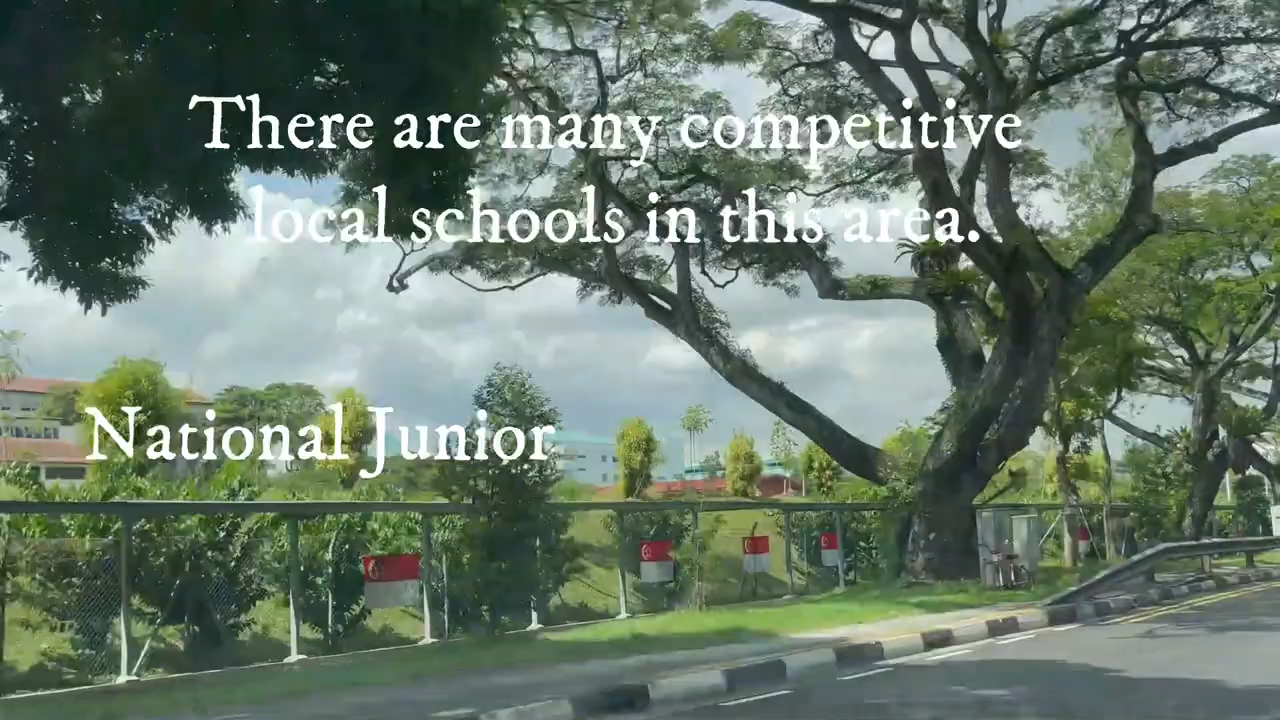 There are many competitive
local schools in this area.
National Junior